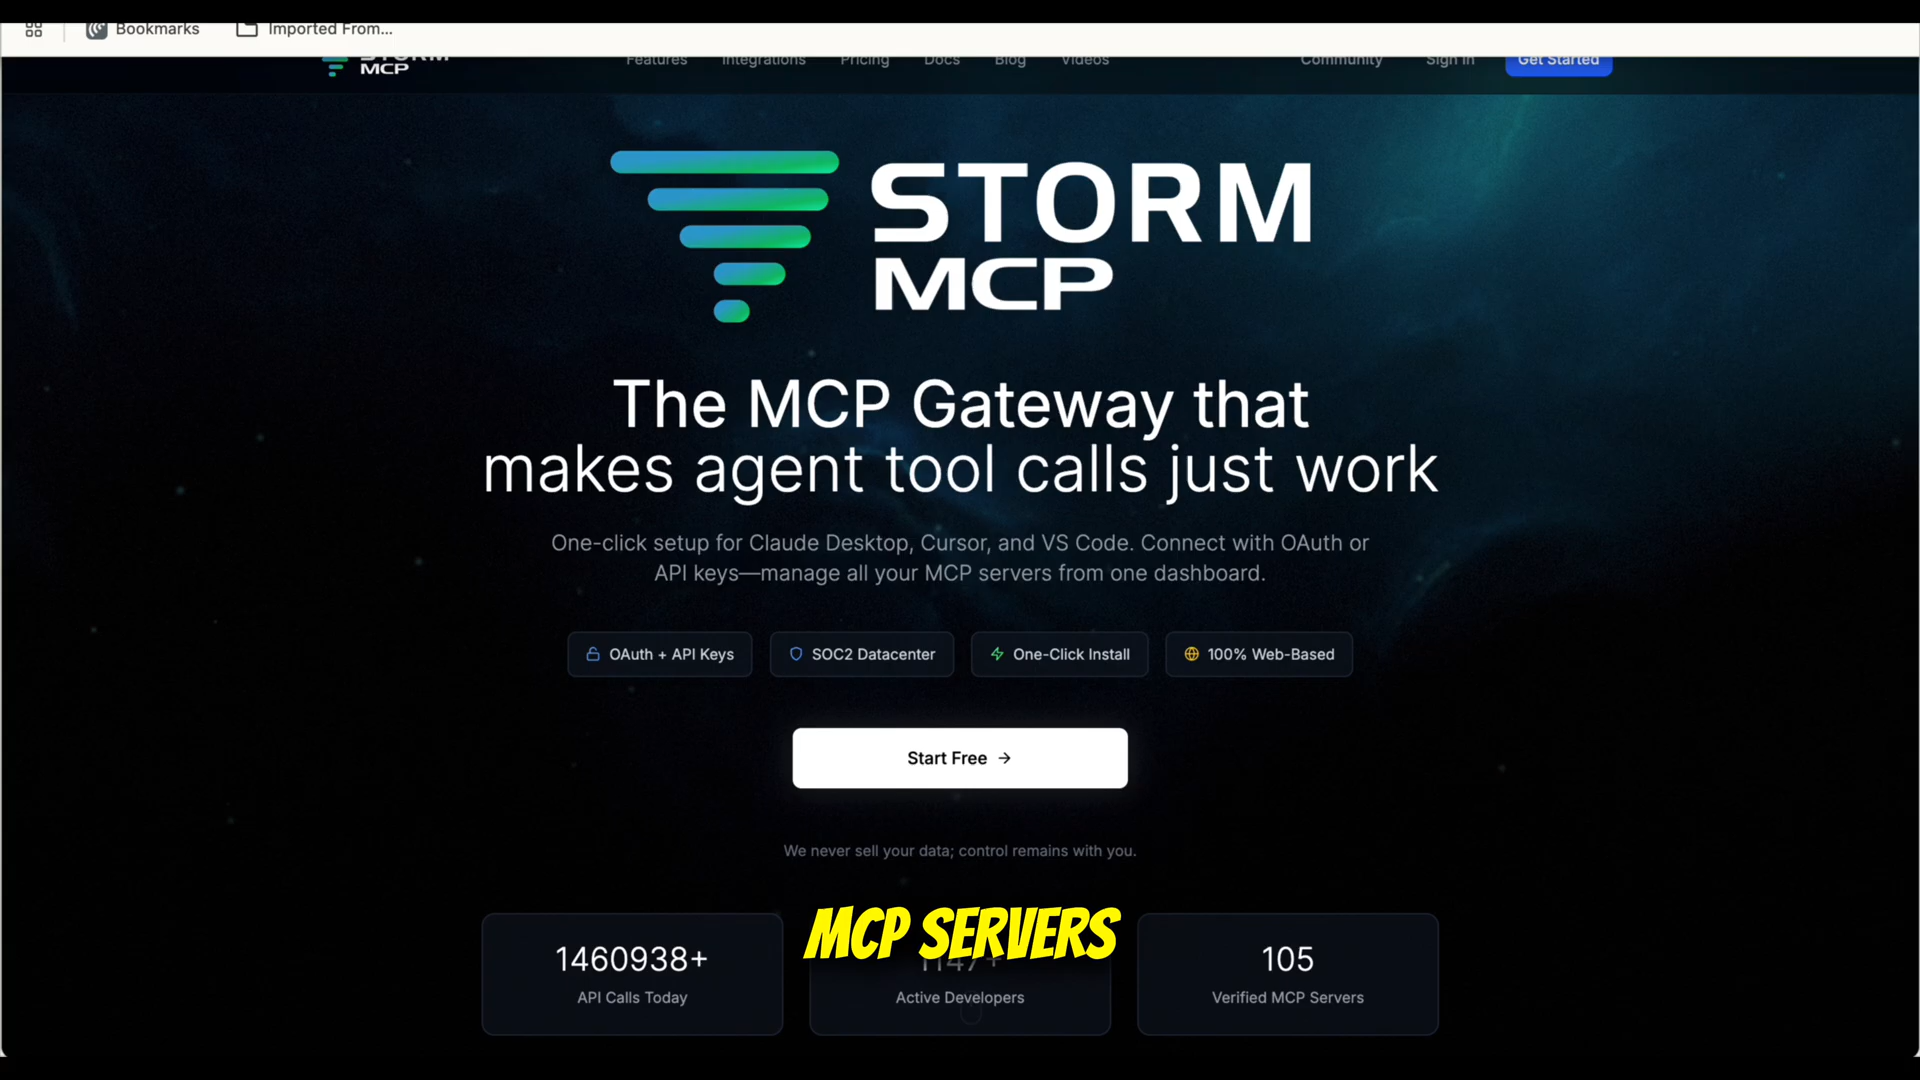 Bookmarks
Imported From...
STORM
MCP
Features
Integrations
Pricing
Docs
Blog
Videos
Community
Sign In
Get Started
STORM
MCP
The MCP Gateway that
makes agent tool calls just work
One-click setup for Claude Desktop, Cursor, and VS Code. Connect with OAuth or
API keys—manage all your MCP servers from one dashboard.
OAuth + API Keys
SOC2 Datacenter
One-Click Install
100% Web-Based
Start Free →
We never sell your data; control remains with you.
MCP SERVERS
1460938+
API Calls Today
1147+
Active Developers
105
Verified MCP Servers